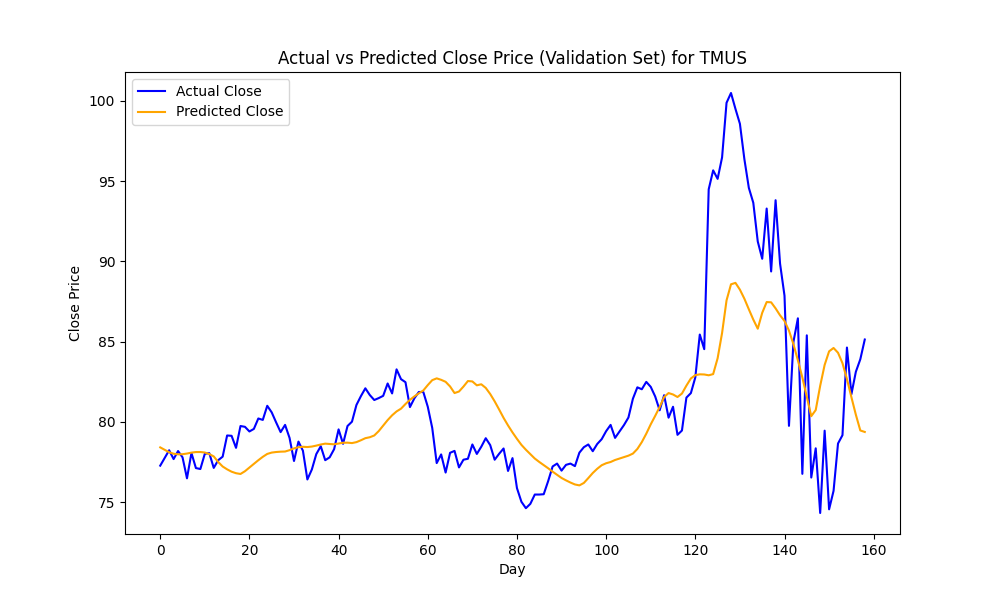 Actual vs Predicted Close Price (Validation Set) for TMUS
Actual Close
Predicted Close
100
95
90
85
80
75
Close Price
0 20 40 60 80 100 120 140 160
Day